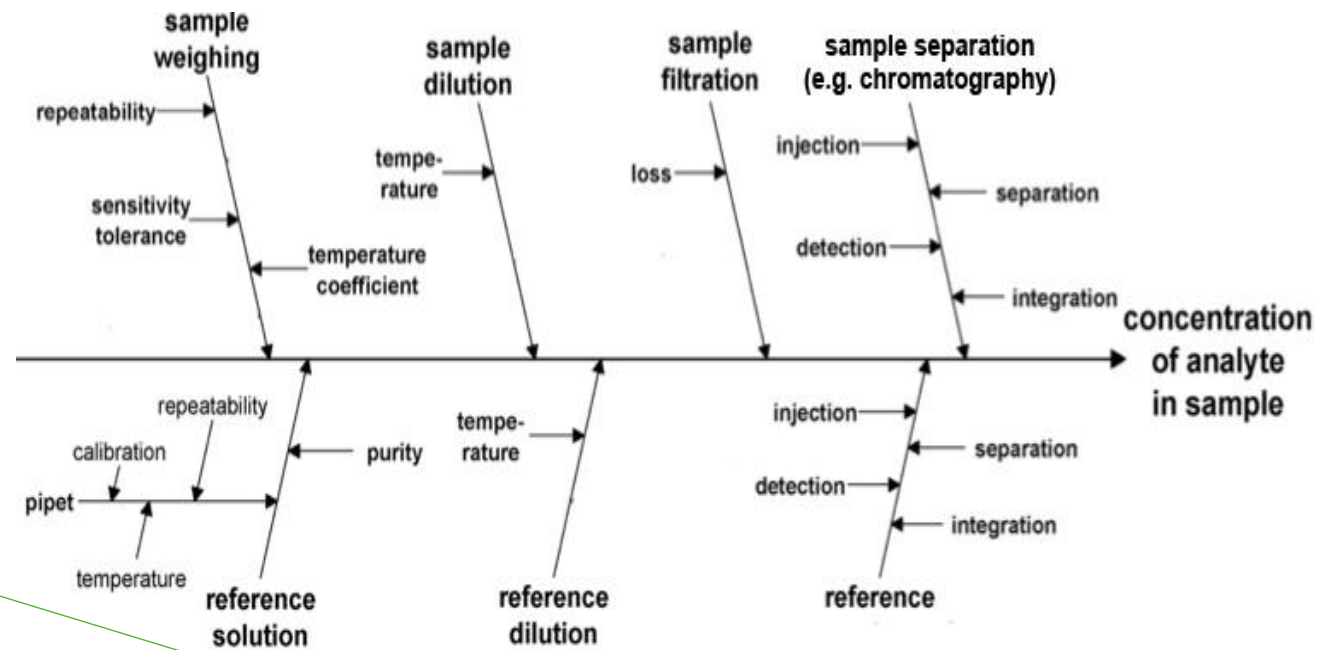 sample
weighing
sample
dilution
sample
filtration
sample separation
(e.g. chromatography)
repeatability
sensitivity
tolerance
temperature
coefficient
tempe-
rature
loss
injection
separation
detection
integration
concentration
of analyte
in sample
repeatability
calibration
pipet
temperature
purity
reference
solution
tempe-
rature
reference
dilution
injection
separation
detection
integration
reference